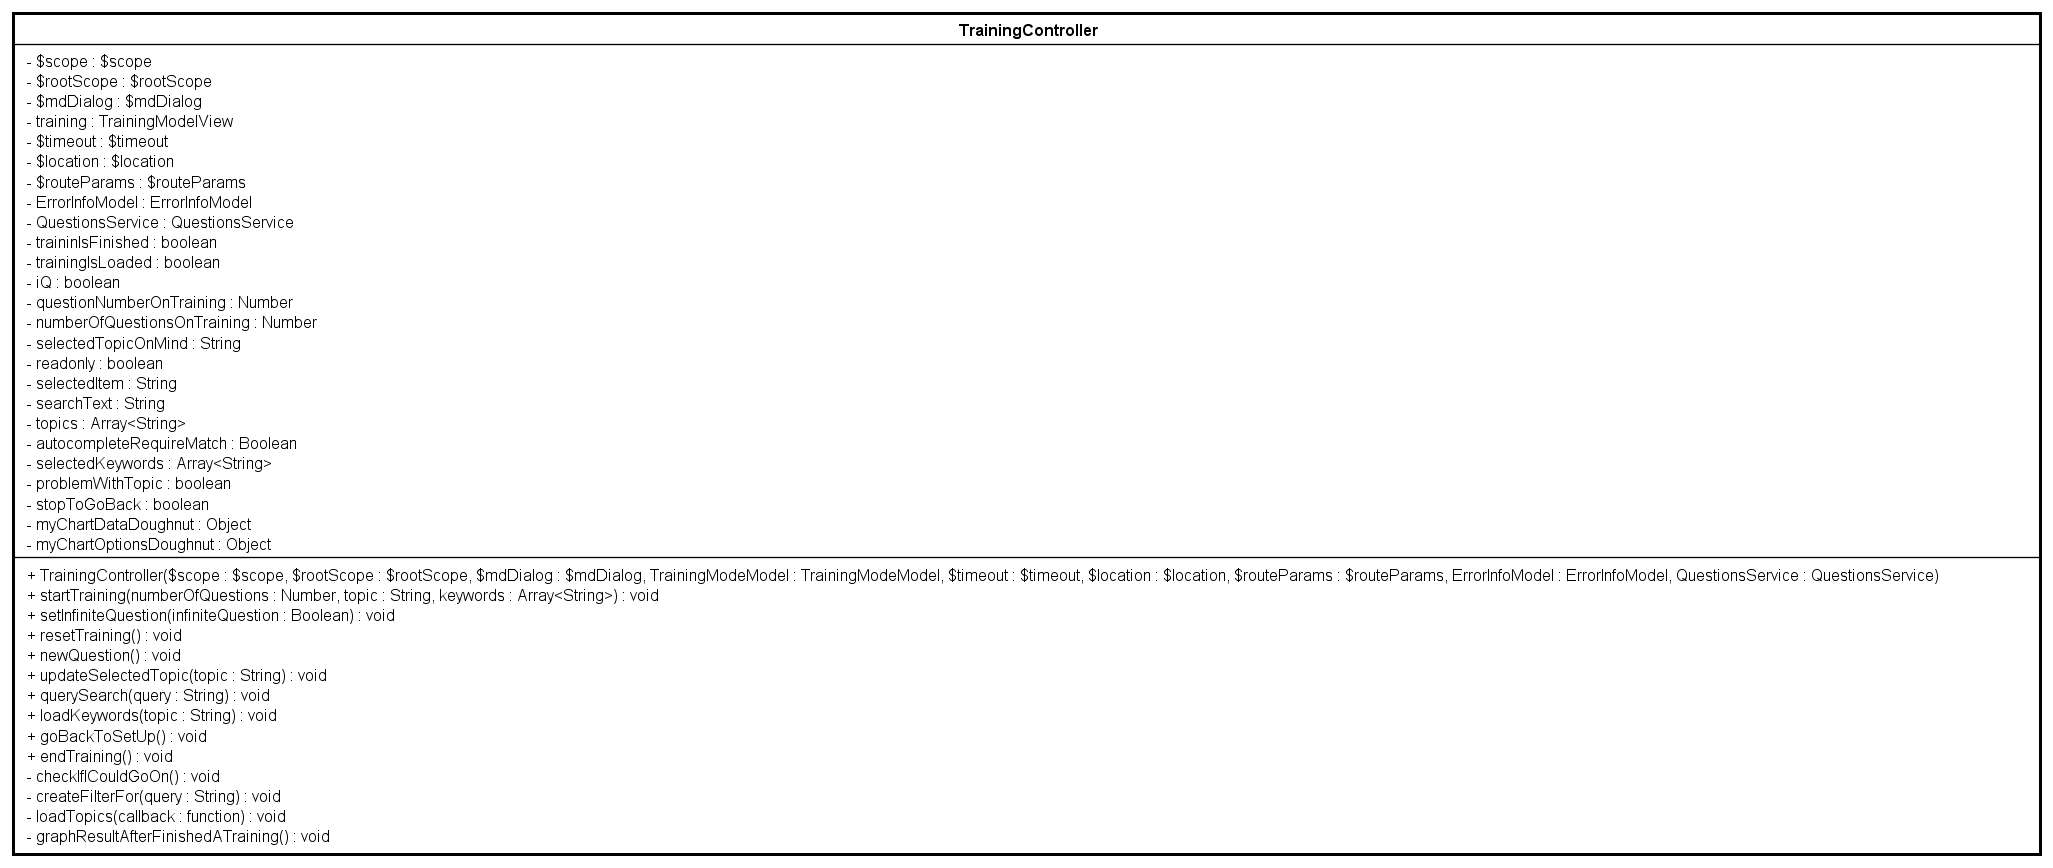 TrainingController
- $scope : $scope
- $rootScope : $rootScope
- $mdDialog : $mdDialog
- training : TrainingModelView
- $timeout : $timeout
- $location : $location
- $routeParams : $routeParams
- ErrorInfoModel : ErrorInfoModel
- QuestionsService : QuestionsService
- traininIsFinished : boolean
- trainingIsLoaded : boolean
- iQ : boolean
- questionNumberOnTraining : Number
- numberOfQuestionsOnTraining : Number
- selectedTopicOnMind : String
- readonly : boolean
- selectedItem : String
- searchText : String
- topics : Array<String>
- autocompleteRequireMatch : Boolean
- selectedKeywords : Array<String>
- problemWithTopic : boolean
- stopToGoBack : boolean
- myChartDataDoughnut : Object
- myChartOptionsDoughnut : Object
+ TrainingController($scope : $scope, $rootScope : $rootScope, $mdDialog : $mdDialog, TrainingModeModel : TrainingModeModel, $timeout : $timeout, $location : $location, $routeParams : $routeParams, ErrorInfoModel : ErrorInfoModel, QuestionsService : QuestionsService)
+ startTraining(numberOfQuestions : Number, topic : String, keywords : Array<String>) : void
+ setInfiniteQuestion(infiniteQuestion : Boolean) : void
+ resetTraining() : void
+ newQuestion() : void
+ updateSelectedTopic(topic : String) : void
+ querySearch(query : String) : void
+ loadKeywords(topic : String) : void
+ goBackToSetUp() : void
+ endTraining() : void
- checkIfICouldGoOn() : void
- createFilterFor(query : String) : void
- loadTopics(callback : function) : void
- graphResultAfterFinishedATraining() : void